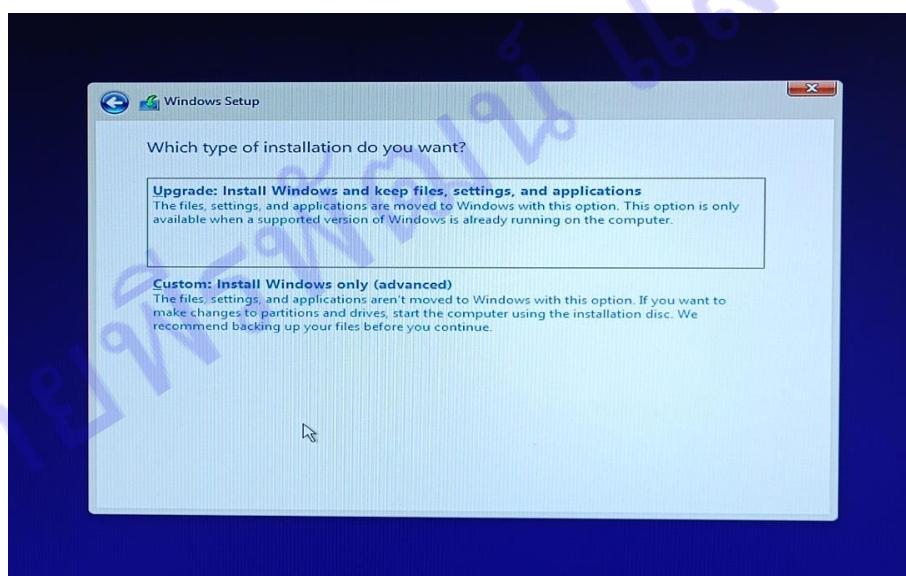 Windows Setup
Which type of installation do you want?
Upgrade: Install Windows and keep files, settings, and applications
The files, settings, and applications are moved to Windows with this option. This option is only
available when a supported version of Windows is already running on the computer.
Custom: Install Windows only (advanced)
The files, settings, and applications aren't moved to Windows with this option. If you want to
make changes to partitions and drives, start the computer using the installation disc. We
recommend backing up your files before you continue.